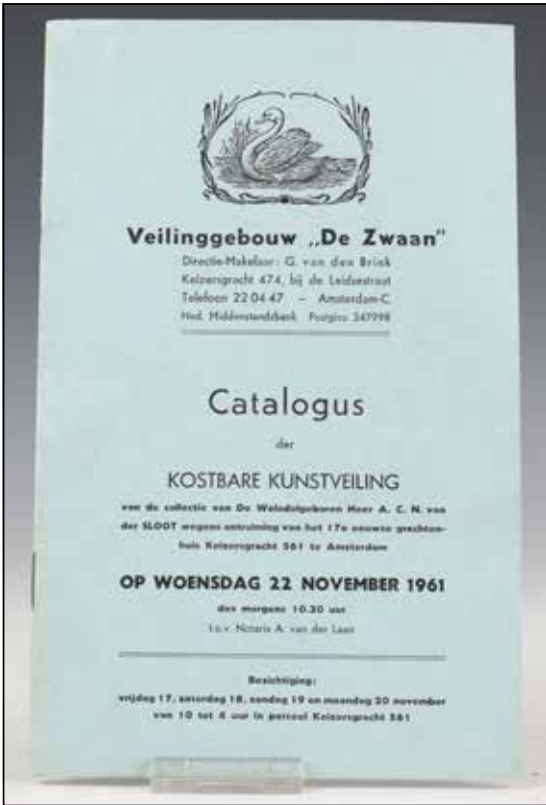 Veilinggebouw „De Zwaan”
Directie-Makelaar: G. van den Brink
Keizersgracht 474, bij de Leidsestraat
Telefoon 22 04 47 – Amsterdam-C.
Ned. Middenstandsbank Postgiro 347998
Catalogus
der
KOSTBARE KUNSTVEILING
van de collectie van De Weledelgeboren Heer A. C. N. van
der SLOOT wegens ontruiming van het 17e eeuwse grachten-
huis Keizersgracht 561 te Amsterdam
OP WOENSDAG 22 NOVEMBER 1961
des morgens 10.30 uur
t.o.v. Notaris A. van der Laan
Bezichtiging:
vrijdag 17, zaterdag 18, zondag 19 en maandag 20 november
van 10 tot 4 uur in perceel Keizersgracht 561